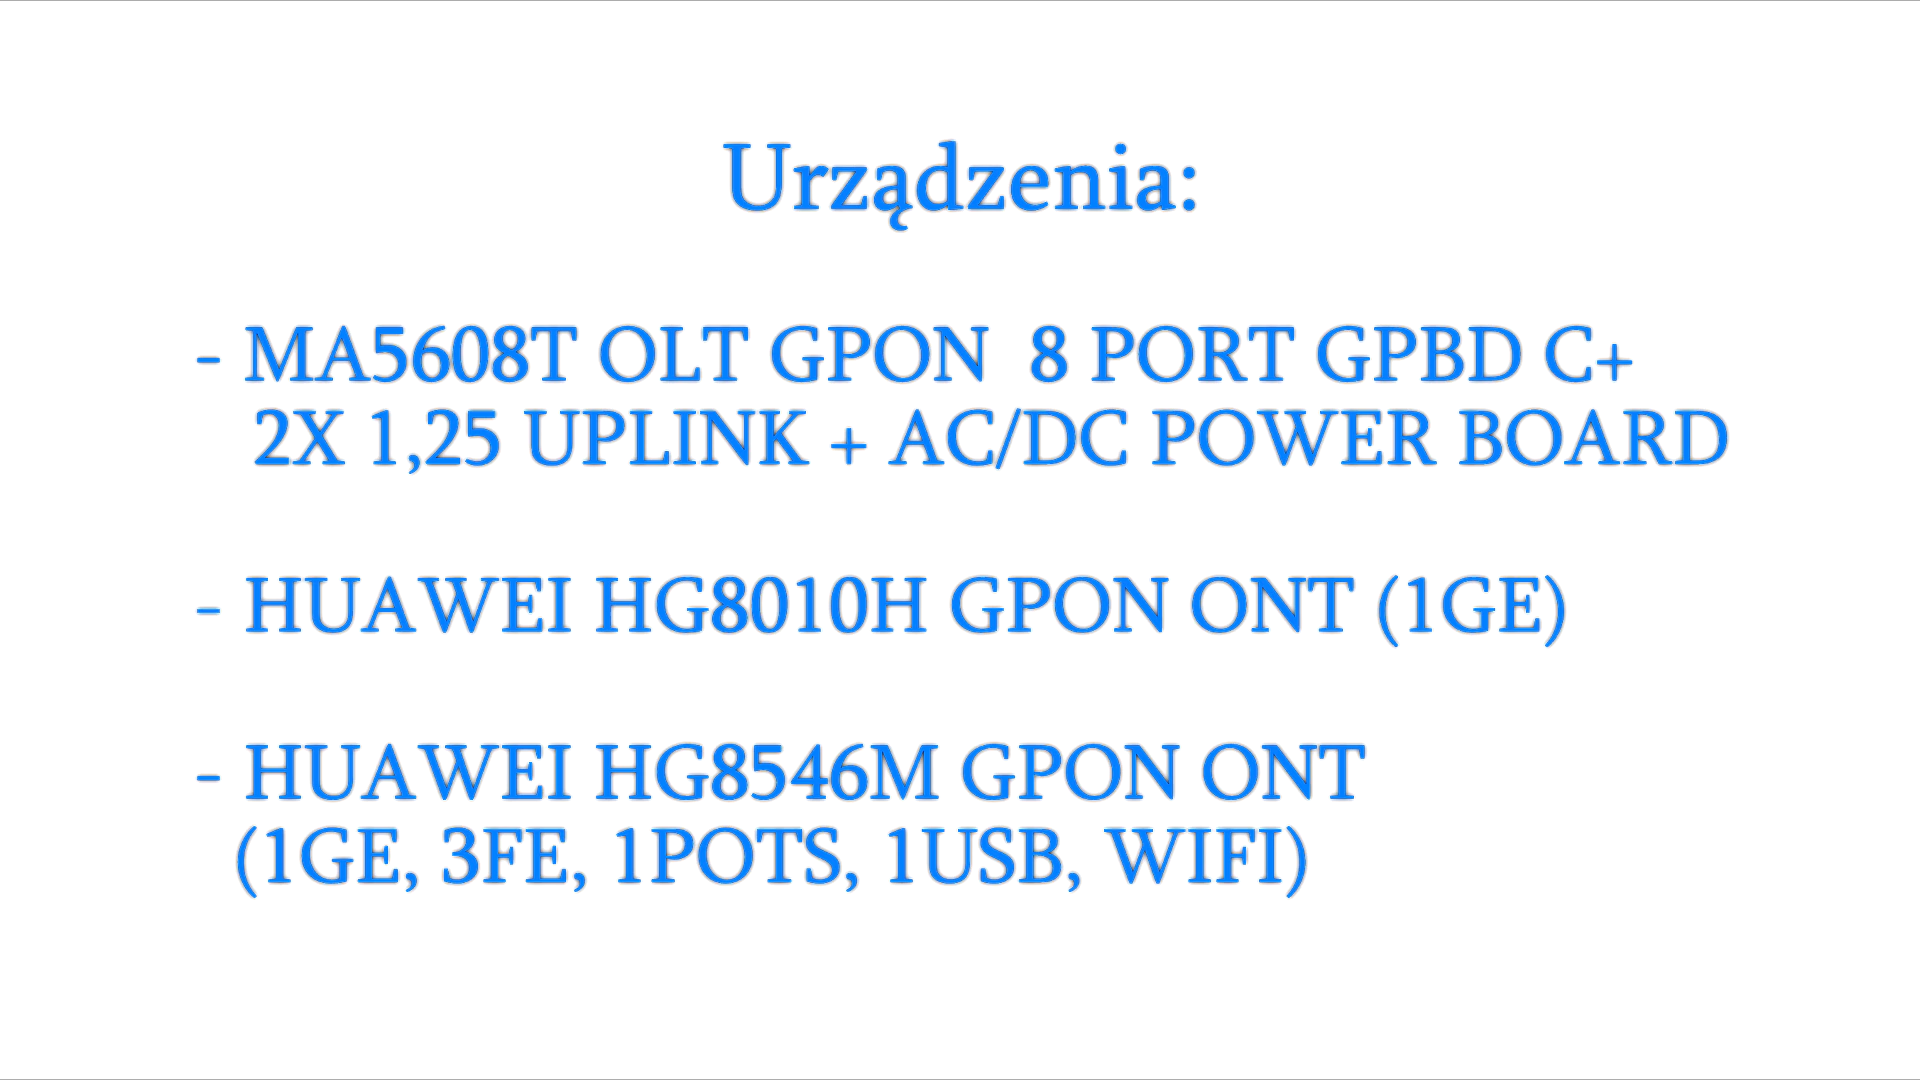 Urządzenia:
- MA5608T OLT GPON  8 PORT GPBD C+
2X 1,25 UPLINK + AC/DC POWER BOARD
- HUAWEI HG8010H GPON ONT (1GE)
- HUAWEI HG8546M GPON ONT
(1GE, 3FE, 1POTS, 1USB, WIFI)